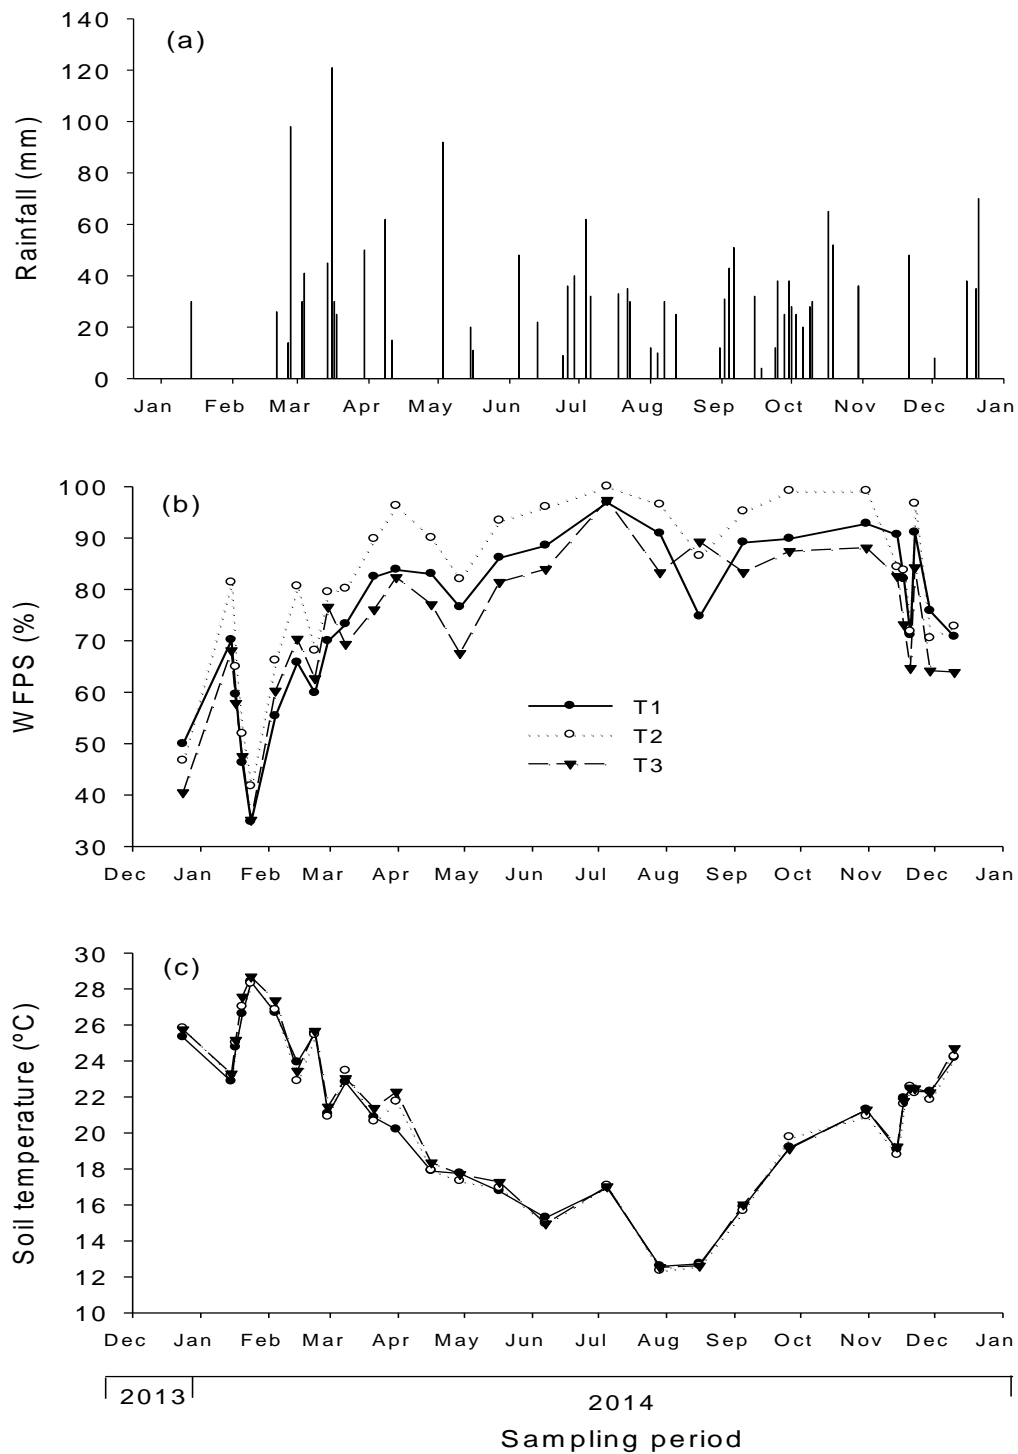 140
(a)
120
100
80
60
40
20
0
Rainfall (mm)
Jan Feb Mar Apr May Jun Jul Aug Sep Oct Nov Dec Jan
100
(b)
90
80
70
60
50
40
30
WFPS (%)
T1
T2
T3
Dec Jan Feb Mar Apr May Jun Jul Aug Sep Oct Nov Dec Jan
30
(c)
28
26
24
22
20
18
16
14
12
10
Soil temperature (ºC)
Dec Jan Feb Mar Apr May Jun Jul Aug Sep Oct Nov Dec Jan
2013 2014
Sampling period